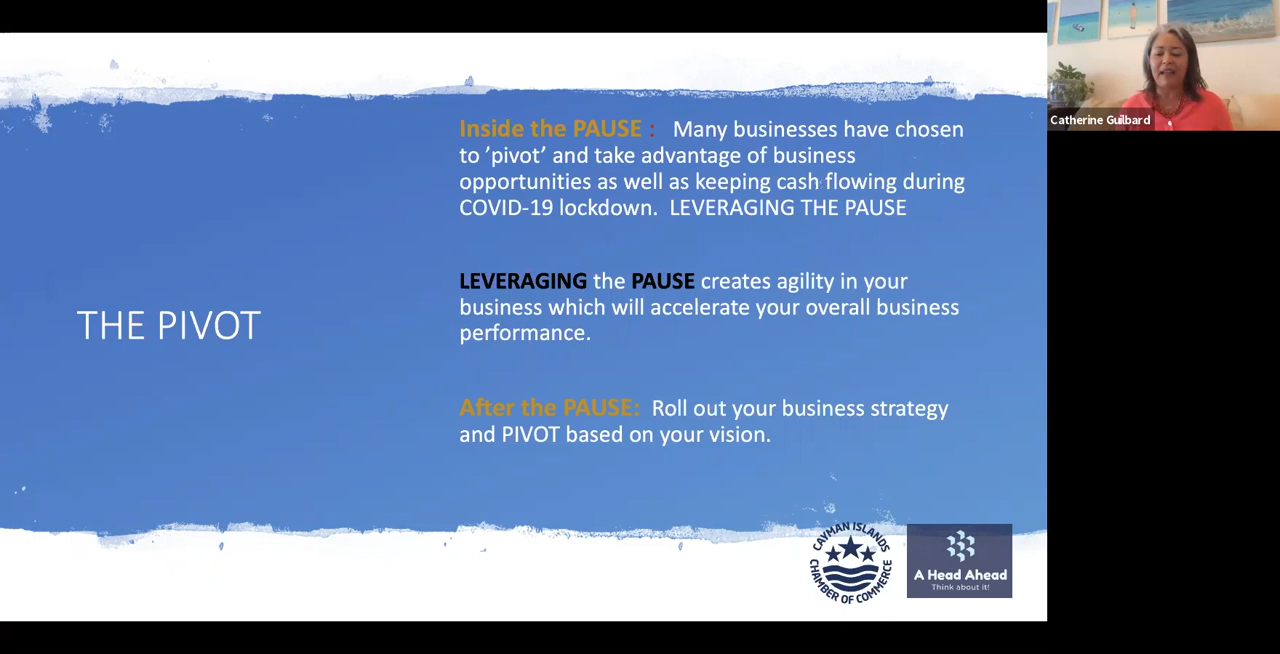 THE PIVOT
Inside the PAUSE : Many businesses have chosen
to ’pivot’ and take advantage of business
opportunities as well as keeping cash flowing during
COVID-19 lockdown. LEVERAGING THE PAUSE
LEVERAGING the PAUSE creates agility in your
business which will accelerate your overall business
performance.
After the PAUSE: Roll out your business strategy
and PIVOT based on your vision.
CAYMAN ISLANDS
CHAMBER OF COMMERCE
A Head Ahead
Think about it!
Catherine Guilbard